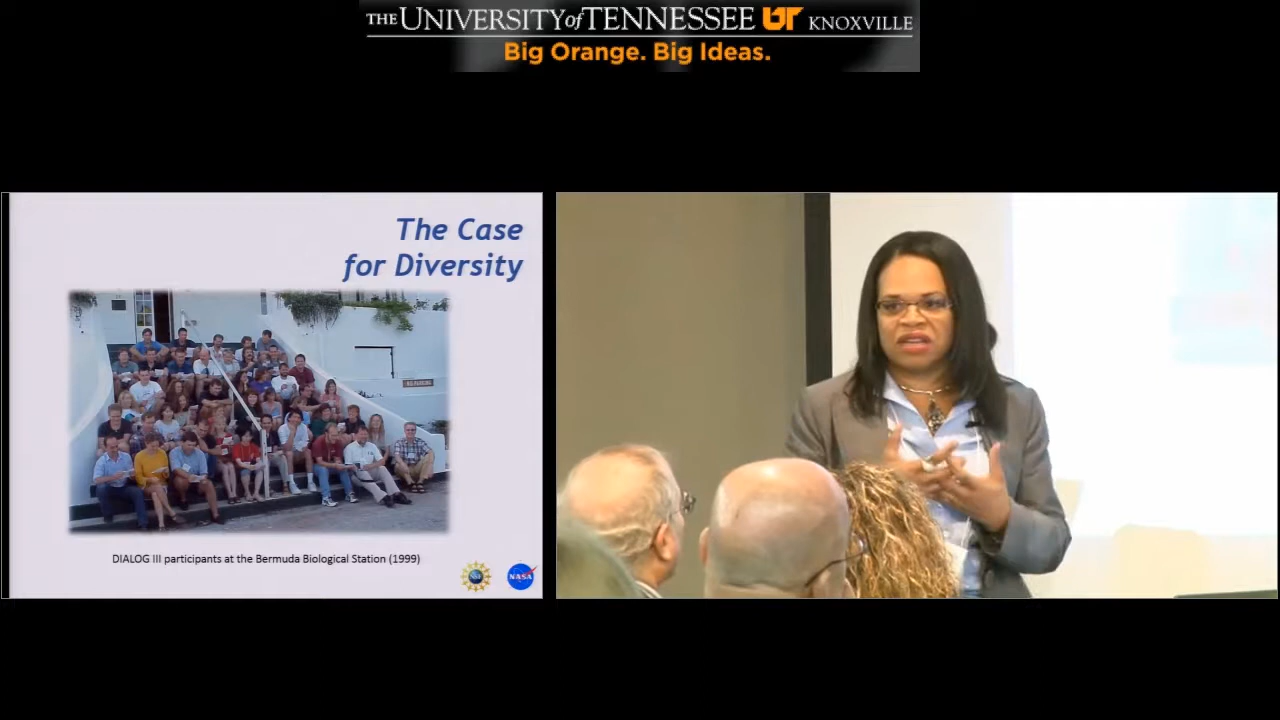 THE UNIVERSITY of TENNESSEE UT KNOXVILLE
Big Orange. Big Ideas.
The Case
for Diversity
DIALOG III participants at the Bermuda Biological Station (1999)
NSF
NASA